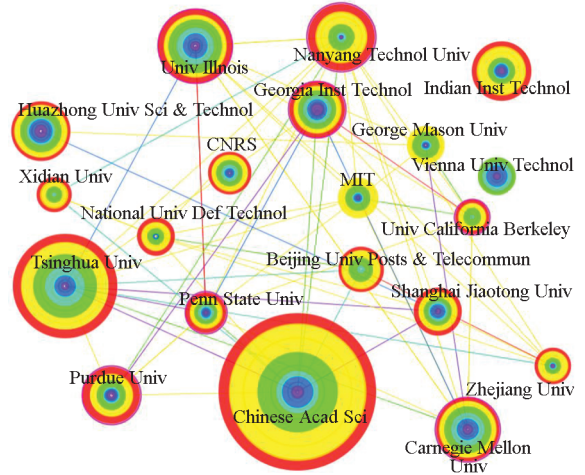 Nanyang Technol Univ
Univ Illnois
Georgia Inst Technol
Indian Inst Technol
Huazhong Univ Sci & Technol
George Mason Univ
CNRS
Vienna Univ Technol
Xidian Univ
MIT
National Univ Def Technol
Univ California Berkeley
Tsinghua Univ
Beijing Univ Posts & Telecommun
Penn State Univ
Shanghai Jiaotong Univ
Purdue Univ
Zhejiang Univ
Chinese Acad Sci
Carnegie Mellon
Univ